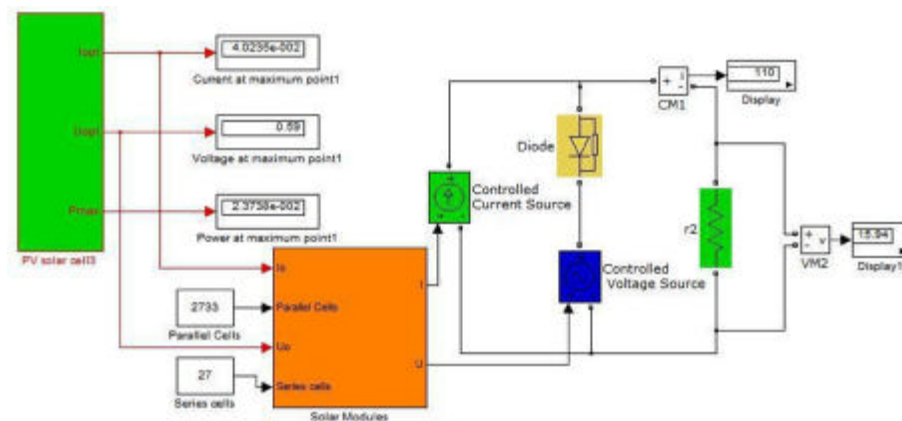 Iopt
4.0235e-002
Current at maximum point1
Uopt
0.59
Voltage at maximum point1
Pmax
2.3738e-002
Power at maximum point1
PV solar cell3
CM1
+
-
i
110
Display
Diode
Controlled
Current Source
r2
Controlled
Voltage Source
+
-
v
VM2
15.94
Display1
Io
2733
Parallel Cells
Parallel Cells
Uo
27
Series cells
Series cells
I
U
Solar Modules